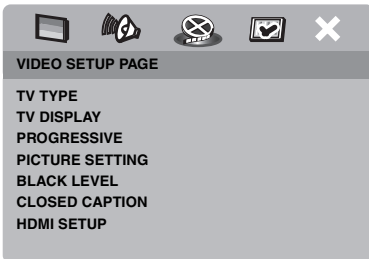 VIDEO SETUP PAGE
TV TYPE
TV DISPLAY
PROGRESSIVE
PICTURE SETTING
BLACK LEVEL
CLOSED CAPTION
HDMI SETUP